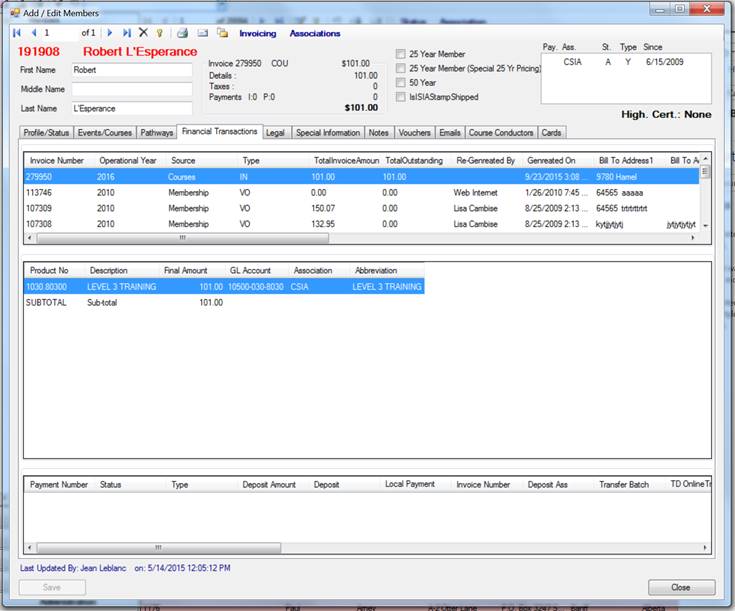 Add / Edit Members
1 of 1 Invoicing Associations
191908 Robert L'Esperance
First Name Robert
Middle Name
Last Name L'Esperance
Invoice 279950 COU $101.00
Details : 101.00
Taxes : 0
Payments I:0 P:0 0
$101.00
25 Year Member
25 Year Member (Special 25 Yr Pricing)
50 Year
IsISIAStampShipped
Pay. Ass. St. Type Since
CSIA A Y 6/15/2009
High. Cert.: None
Profile/Status Events/Courses Pathways Financial Transactions Legal Special Information Notes Vouchers Emails Course Conductors Cards
Invoice Number Operational Year Source Type TotalInvoiceAmoun TotalOutstanding Re-Genreated By Genreated On Bill To Address1 Bill To Ac
279950 2016 Courses IN 101.00 101.00 9/23/2015 3:08 ... 9780 Hamel
113746 2010 Membership VO 0.00 0.00 Web Internet 1/26/2010 7:45 ... 64565 aaaaa
107309 2010 Membership VO 150.07 0.00 Lisa Cambise 8/25/2009 2:13 ... 64565
107308 2010 Membership VO 132.95 0.00 Lisa Cambise 8/25/2009 2:13 ...
Product No Description Final Amount GL Account Association Abbreviation
1030.80300 LEVEL 3 TRAINING 101.00 10500-030-8030 CSIA LEVEL 3 TRAINING
SUBTOTAL Sub-total 101.00
Payment Number Status Type Deposit Amount Deposit Local Payment Invoice Number Deposit Ass Transfer Batch TD OnlineTr
Last Updated By: Jean Leblanc on: 5/14/2015 12:05:12 PM
Save Close